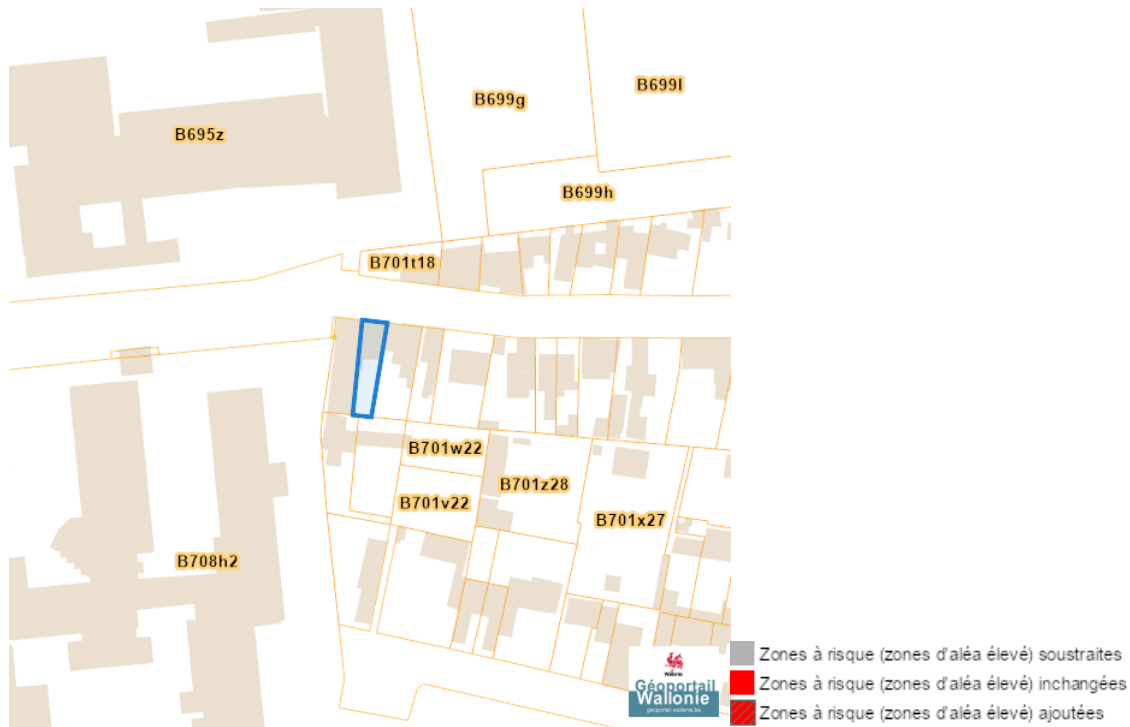 B699l
B699g
B695z
B699h
B701t18
B701w22
B701z28
B701v22
B701x27
B708h2
Wallonie
Géoportail
Wallonie
geoportail.wallonie.be
Zones à risque (zones d'aléa élevé) soustraites
Zones à risque (zones d'aléa élevé) inchangées
Zones à risque (zones d'aléa élevé) ajoutées